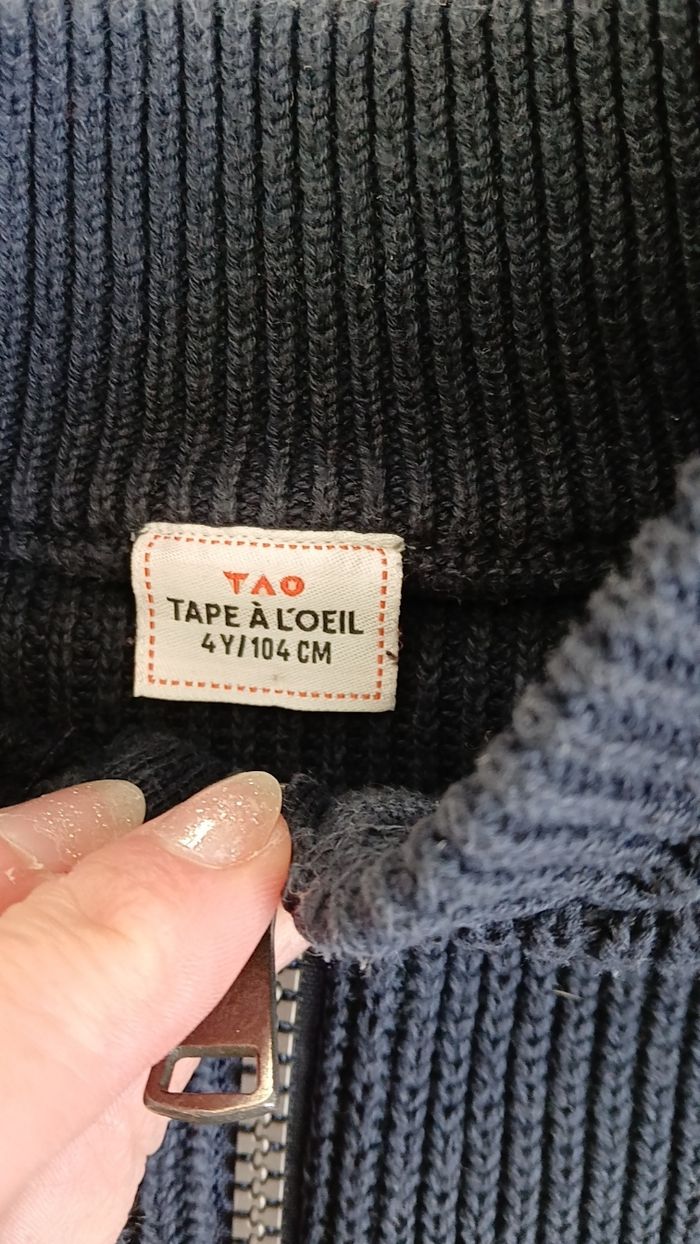 TAO
TAPE À L'OEIL
4Y/104 CM